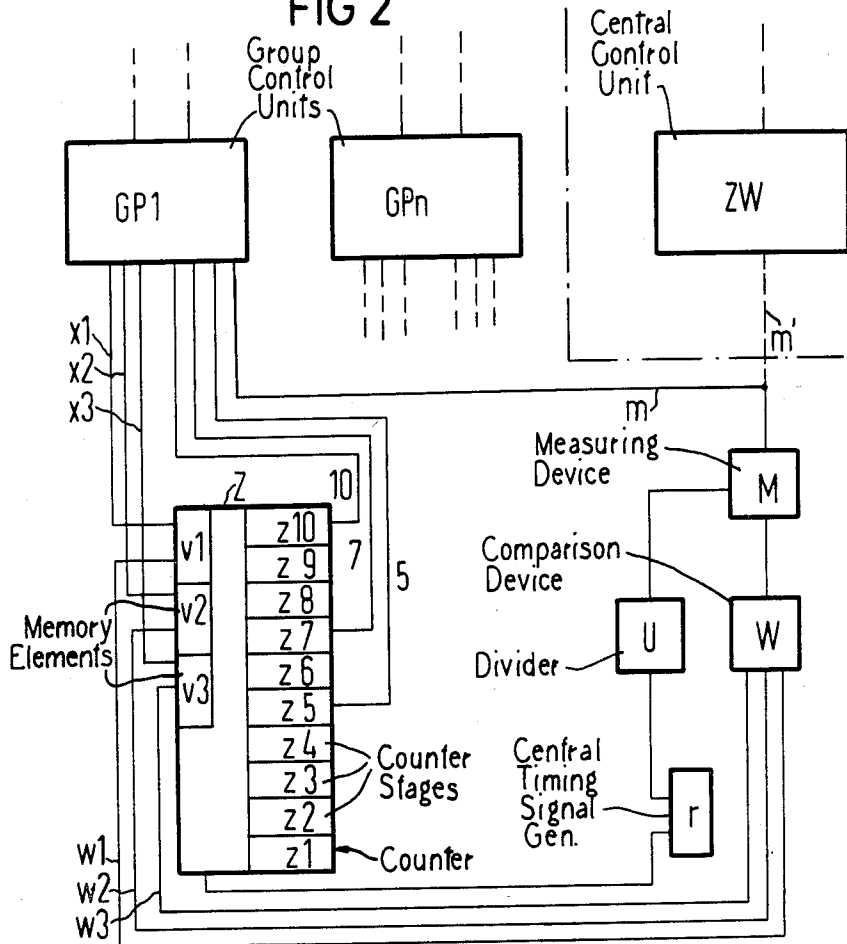 FIG 2
Group
Control
Units
Central
Control
Unit
GP1
GPn
ZW
m'
x1
x2
x3
m
Measuring
Device
M
Z
10
7
5
v1
v2
v3
z10
z9
z8
z7
z6
z5
z4
z3
z2
z1
Memory
Elements
Comparison
Device
U
W
Divider
Counter
Stages
Central
Timing
Signal
Gen.
r
Counter
w1
w2
w3